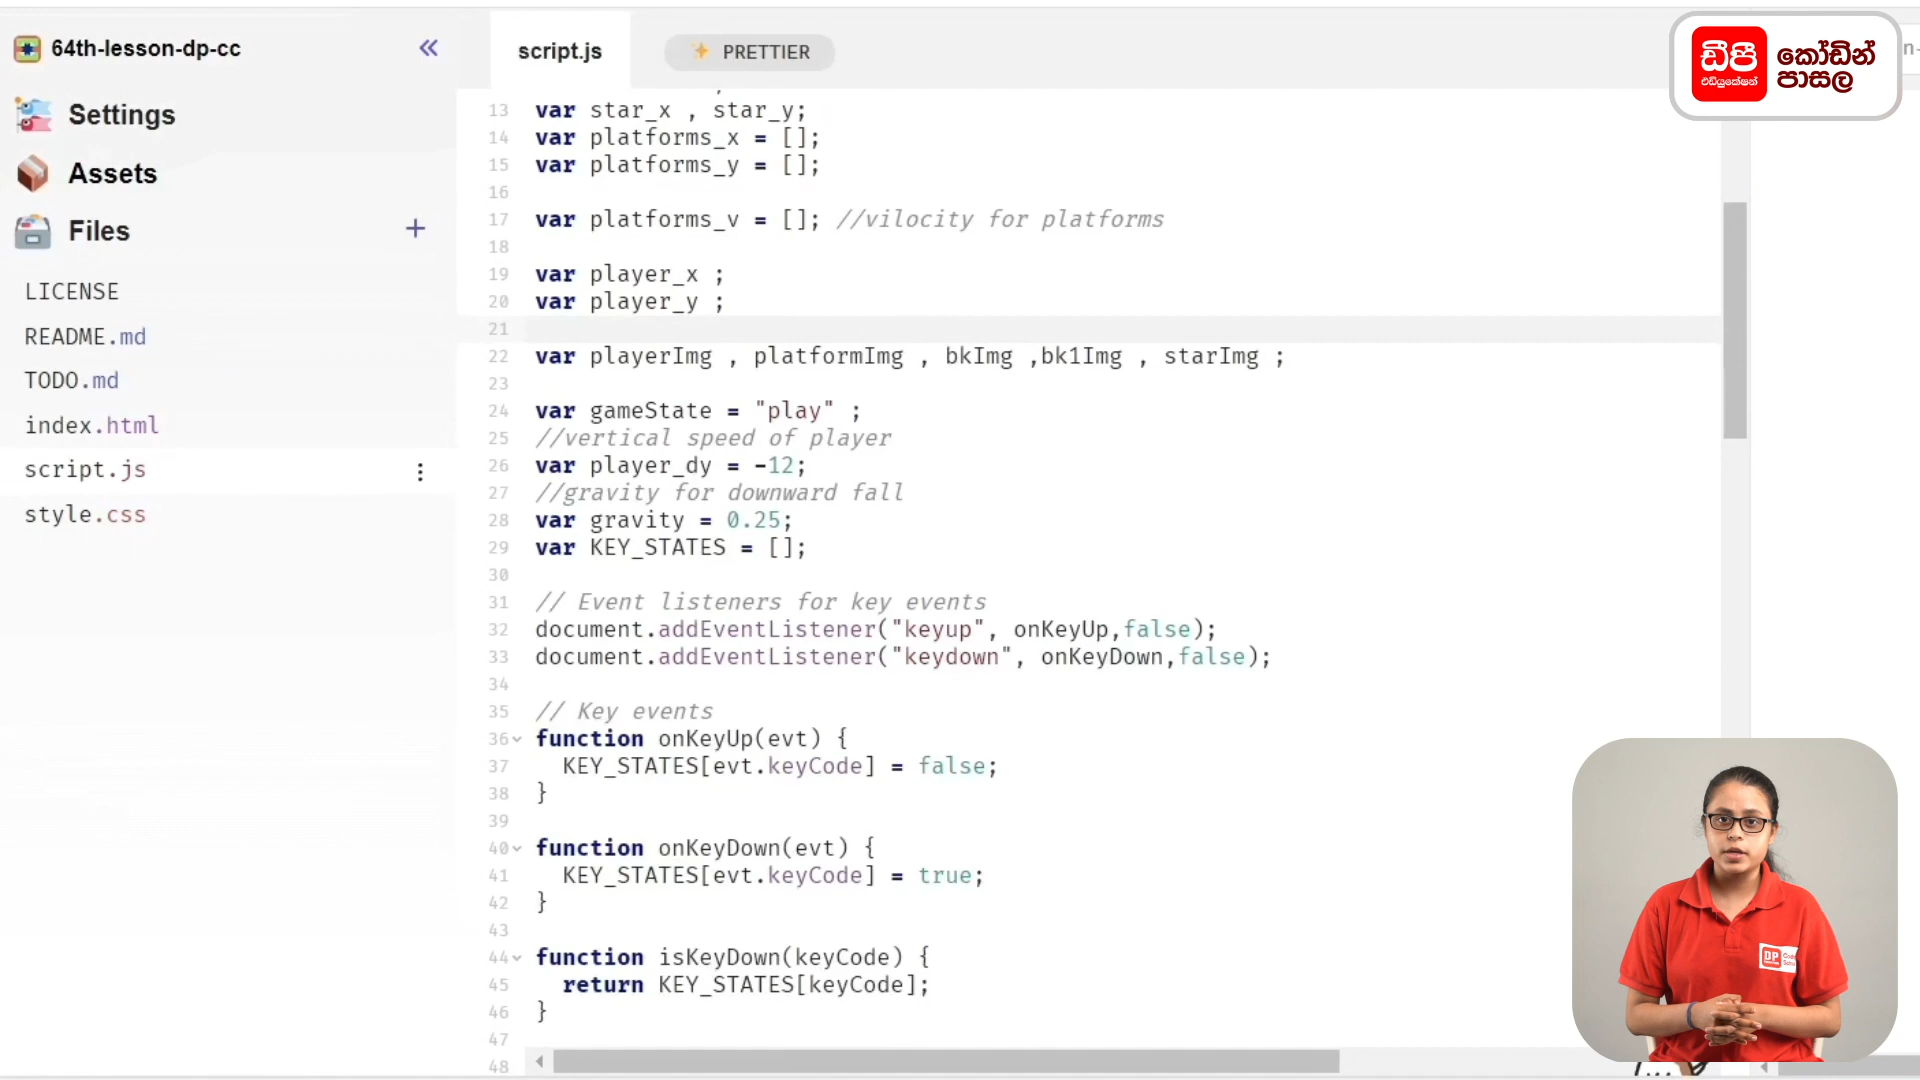 64th-lesson-dp-cc
«
script.js
PRETTIER
ඩීපී
එඩියුකේෂන්
කෝඩින්
පාසල
n-
Settings
Assets
Files +
LICENSE
README.md
TODO.md
index.html
script.js
style.css
13 var star_x , star_y;
14 var platforms_x = [];
15 var platforms_y = [];
16
17 var platforms_v = []; //vilocity for platforms
18
19 var player_x ;
20 var player_y ;
21
22 var playerImg , platformImg , bkImg ,bk1Img , starImg ;
23
24 var gameState = "play" ;
25 //vertical speed of player
26 var player_dy = -12;
27 //gravity for downward fall
28 var gravity = 0.25;
29 var KEY_STATES = [];
30
31 // Event listeners for key events
32 document.addEventListener("keyup", onKeyUp,false);
33 document.addEventListener("keydown", onKeyDown,false);
34
35 // Key events
36 function onKeyUp(evt) {
37 KEY_STATES[evt.keyCode] = false;
38 }
39
40 function onKeyDown(evt) {
41 KEY_STATES[evt.keyCode] = true;
42 }
43
44 function isKeyDown(keyCode) {
45 return KEY_STATES[keyCode];
46 }
47
48
DP